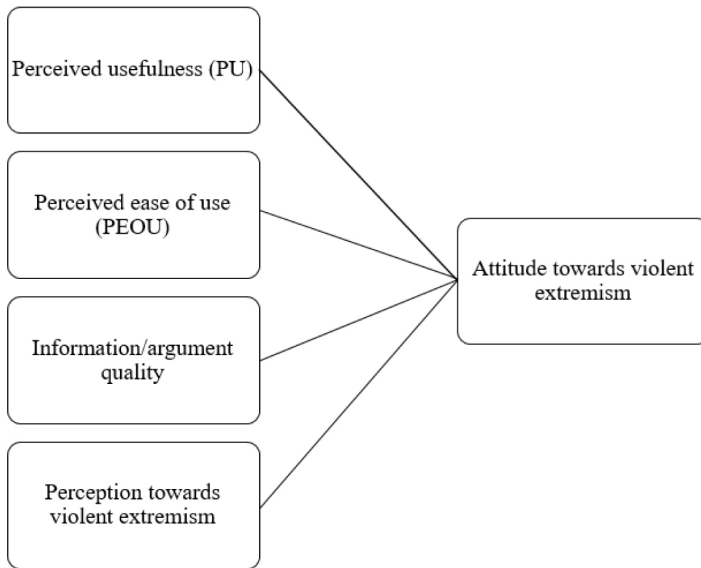 Perceived usefulness (PU)
Perceived ease of use
(PEOU)
Information/argument
quality
Perception towards
violent extremism
Attitude towards violent
extremism